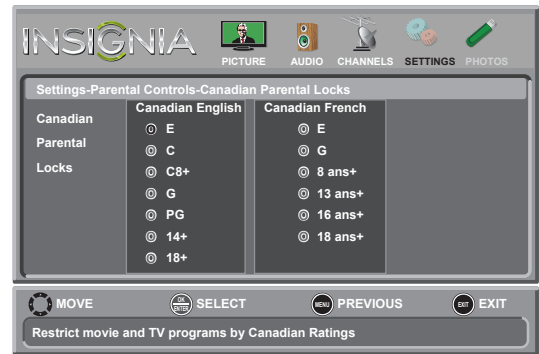 INSIGNIA
PICTURE AUDIO CHANNELS SETTINGS PHOTOS
Settings-Parental Controls-Canadian Parental Locks
Canadian
Parental
Locks
Canadian English
E
C
C8+
G
PG
14+
18+
Canadian French
E
G
8 ans+
13 ans+
16 ans+
18 ans+
MOVE OK ENTER SELECT MENU PREVIOUS EXIT EXIT
Restrict movie and TV programs by Canadian Ratings